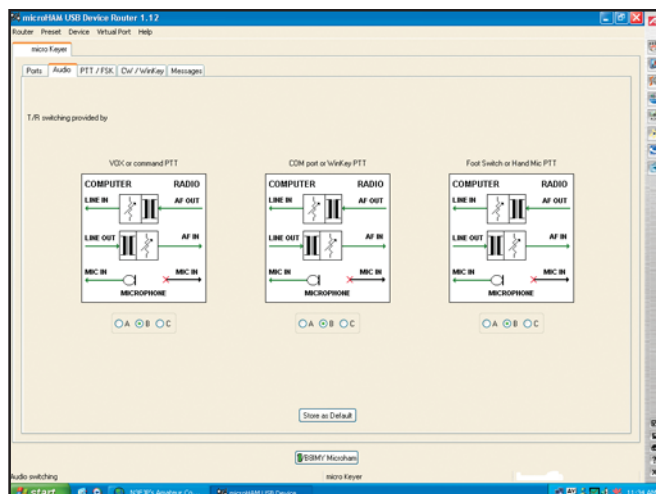 microHAM USB Device Router 1.12
Router Preset Device Virtual Port Help
micro Keyer
Ports Audio PTT / FSK CW / WinKey Messages
T/R switching provided by
VOX or command PTT COM port or WinKey PTT Foot Switch or Hand Mic PTT
COMPUTER RADIO COMPUTER RADIO COMPUTER RADIO
LINE IN AF OUT LINE IN AF OUT LINE IN AF OUT
LINE OUT AF IN LINE OUT AF IN LINE OUT AF IN
MIC IN MIC IN MIC IN MIC IN MIC IN MIC IN
MICROPHONE MICROPHONE MICROPHONE
A B C A B C A B C
Store as Default
Microham
Audio switching micro Keyer
start Amateur Co... microHAM USB Device